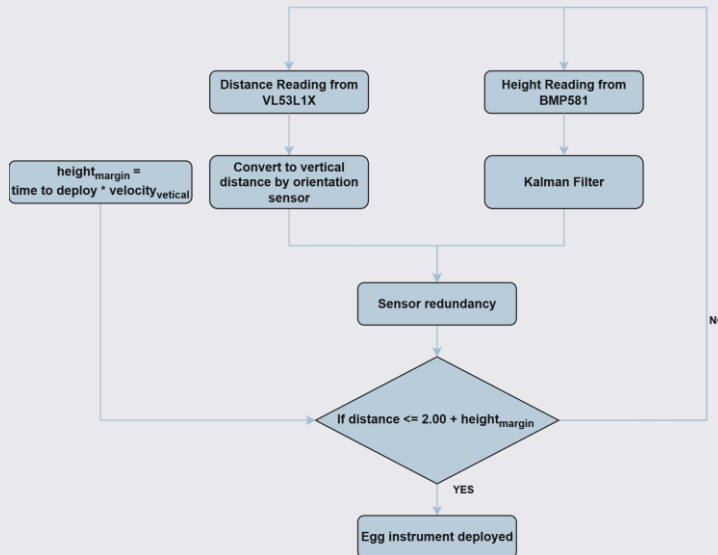 Distance Reading from
VL53L1X
Height Reading from
BMP581
height_margin =
time to deploy * velocity_vetical
Convert to vertical
distance by orientation
sensor
Kalman Filter
Sensor redundancy
If distance <= 2.00 + height_margin
YES
Egg instrument deployed